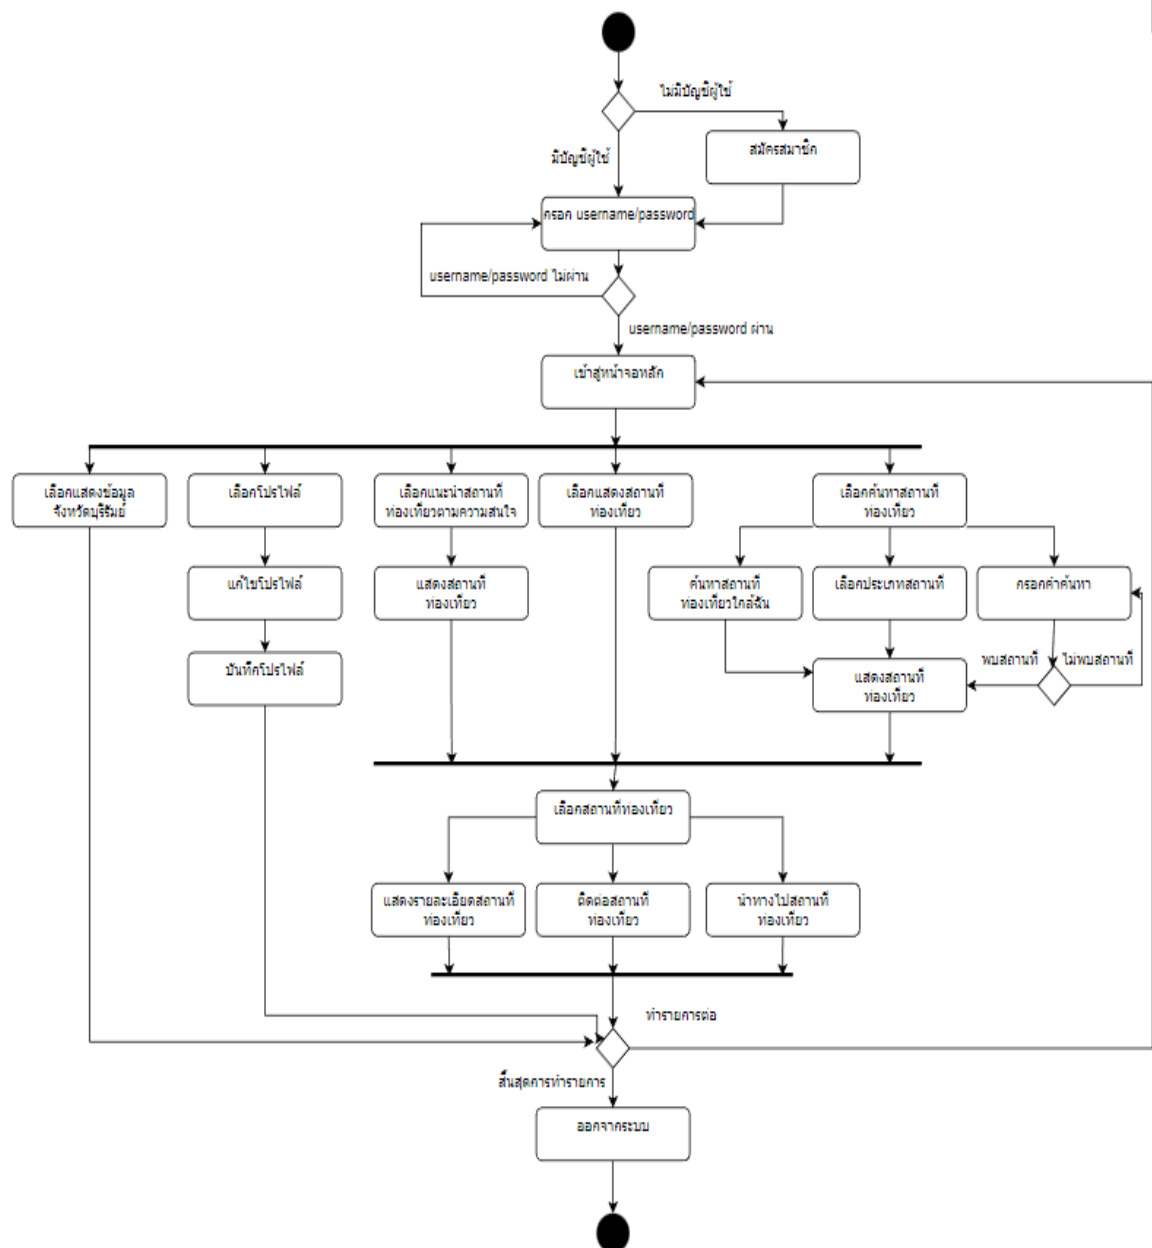 ไม่มีบัญชีผู้ใช้
สมัครสมาชิค
มีบัญชีผู้ใช้
กรอก username/password
username/password ไม่ผ่าน
username/password ผ่าน
เข้าสู่หน้าจอหลัก
เลือกแสดงข้อมูล
จังหวัดบุรีรัมย์
เลือกโปรไฟล์
เลือกแนะนำสถานที่
ท่องเที่ยวตามความสนใจ
เลือกแสดงสถานที่
ท่องเที่ยว
เลือกค้นหาสถานที่
ท่องเที่ยว
แก้ไขโปรไฟล์
แสดงสถานที่
ท่องเที่ยว
ค้นหาสถานที่
ท่องเที่ยวใกล้ฉัน
เลือกประเภทสถานที่
กรอกคำค้นหา
บันทึกโปรไฟล์
พบสถานที่
ไม่พบสถานที่
แสดงสถานที่
ท่องเที่ยว
เลือกสถานที่ท่องเที่ยว
แสดงรายละเอียดสถานที่
ท่องเที่ยว
ติดต่อสถานที่
ท่องเที่ยว
นำทางไปสถานที่
ท่องเที่ยว
ทำรายการต่อ
สิ้นสุดการทำรายการ
ออกจากระบบ